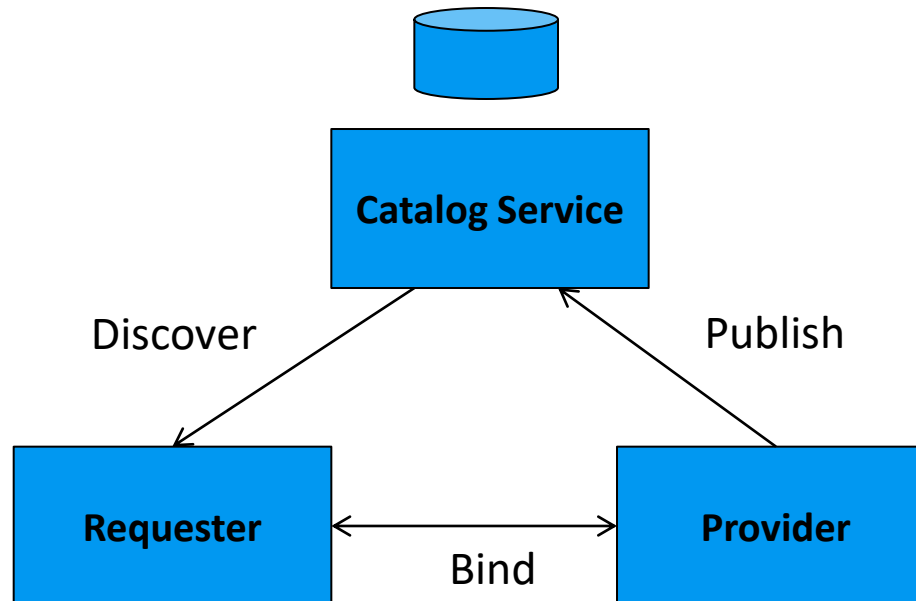 Catalog Service
Discover
Publish
Requester
Provider
Bind